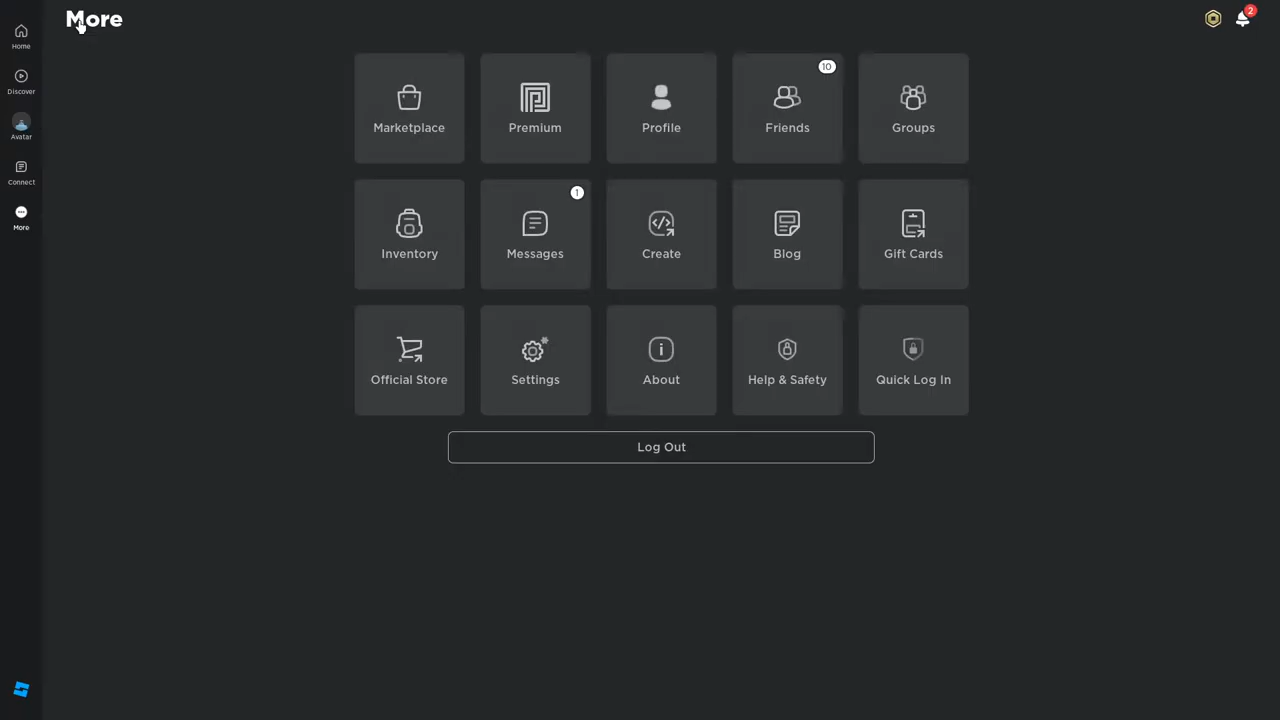 More
2
Home
Discover
Avatar
Connect
More
Marketplace
Premium
Profile
10
Friends
Groups
Inventory
1
Messages
Create
Blog
Gift Cards
Official Store
Settings
About
Help & Safety
Quick Log In
Log Out